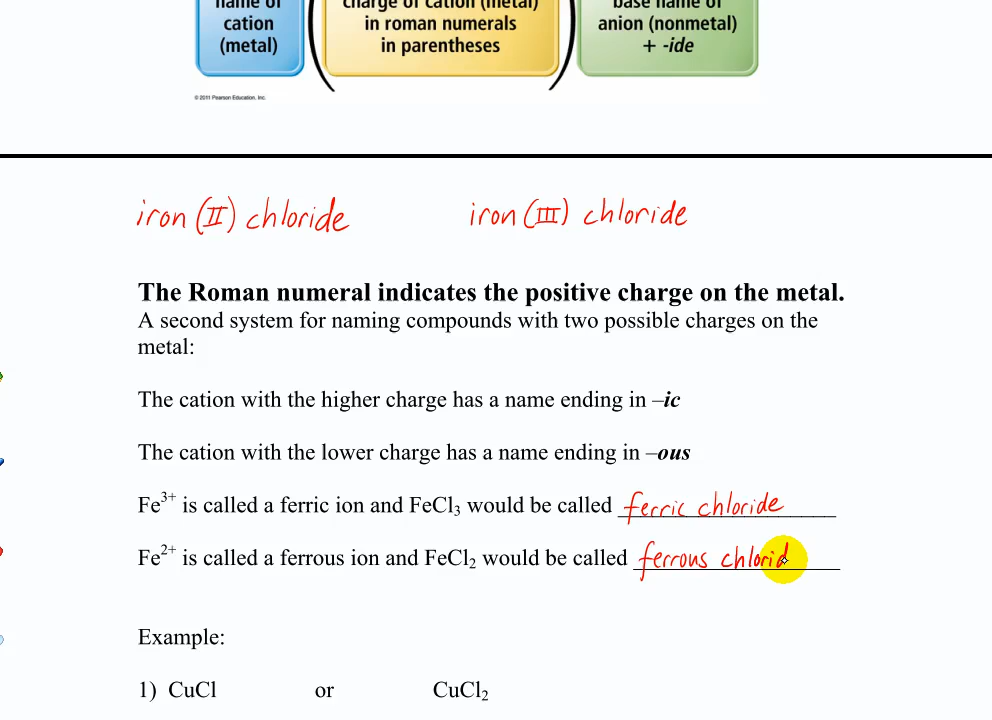 name of charge of cation (metal) base name of
cation in roman numerals anion (nonmetal)
(metal) in parentheses + -ide
© 2011 Pearson Education, Inc.
iron (II) chloride iron (III) chloride
The Roman numeral indicates the positive charge on the metal.
A second system for naming compounds with two possible charges on the
metal:
The cation with the higher charge has a name ending in –ic
The cation with the lower charge has a name ending in –ous
Fe³⁺ is called a ferric ion and FeCl₃ would be called ferric chloride
Fe²⁺ is called a ferrous ion and FeCl₂ would be called ferrous chlorid
Example:
1) CuCl or CuCl₂